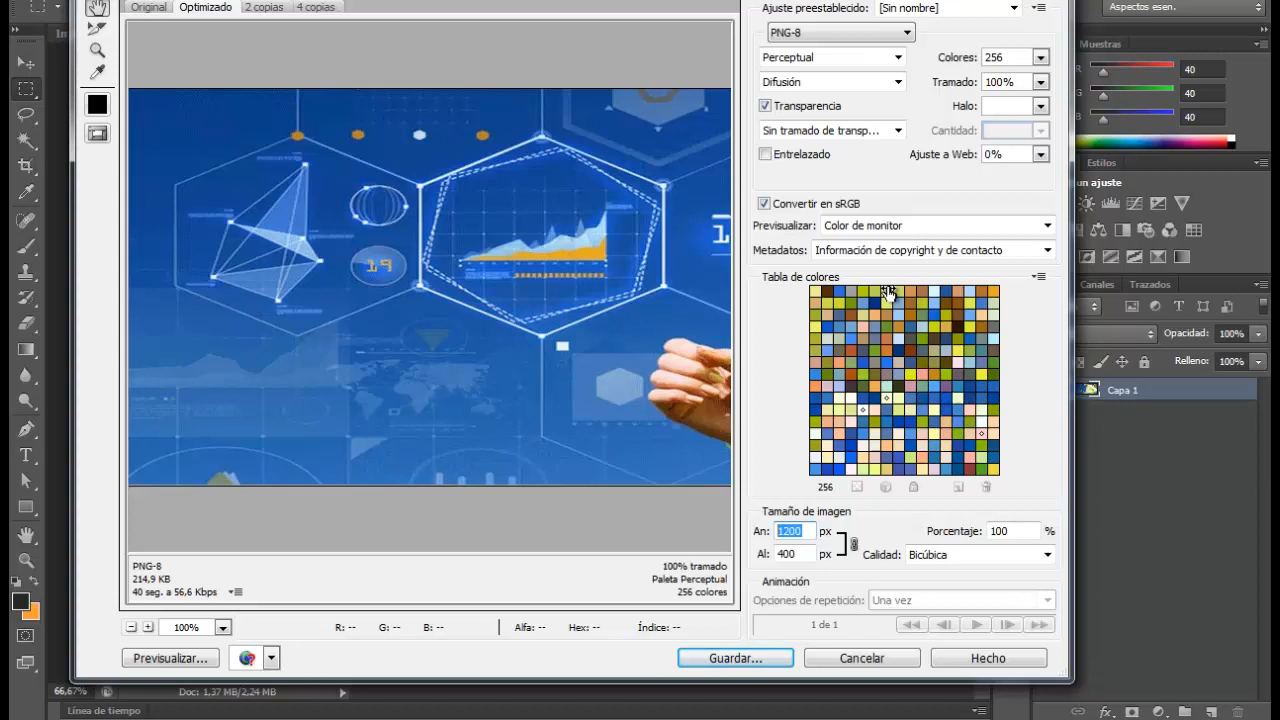 Original Optimizado 2 copias 4 copias
Ajuste preestablecido: [Sin nombre]
Aspectos esen.
PNG-8
Muestras
Perceptual Colores: 256
R 40
Difusión Tramado: 100%
G 40
Transparencia Halo:
B 40
Sin tramado de transp... Cantidad:
Entrelazado Ajuste a Web: 0%
Estilos
un ajuste
Convertir en sRGB
Previsualizar: Color de monitor
Metadatos: Información de copyright y de contacto
19
Tabla de colores
Canales Trazados
Opacidad: 100%
Relleno: 100%
Capa 1
256
Tamaño de imagen
An: 1200 px Porcentaje: 100 %
Al: 400 px Calidad: Bicúbica
PNG-8 100% tramado
214,9 KB Paleta Perceptual
40 seg. a 56,6 Kbps 256 colores
Animación
Opciones de repetición: Una vez
100% R: -- G: -- B: -- Alfa: -- Hex: -- Índice: --
1 de 1
Previsualizar... Guardar... Cancelar Hecho
66,67% Doc: 1,37 MB/2,24 MB
Línea de tiempo
fx